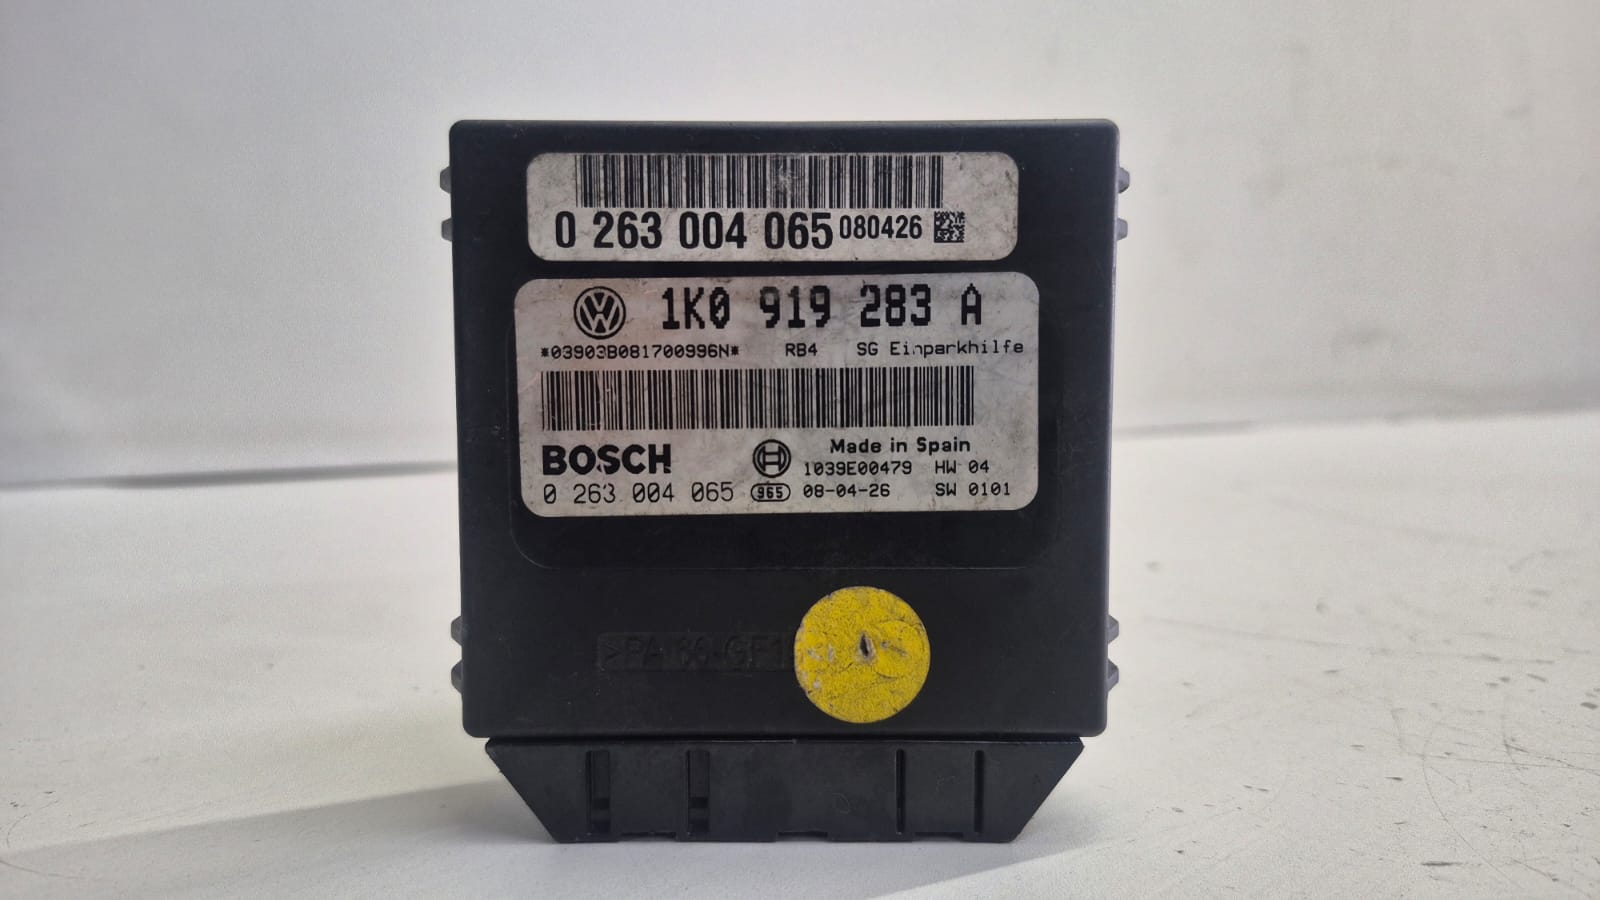 0 263 004 065 080426
1K0 919 283 A
*03903B081700996N* RB4 SG Einparkhilfe
BOSCH
Made in Spain
1039E00479 HW 04
0 263 004 065 965 08-04-26 SW 0101